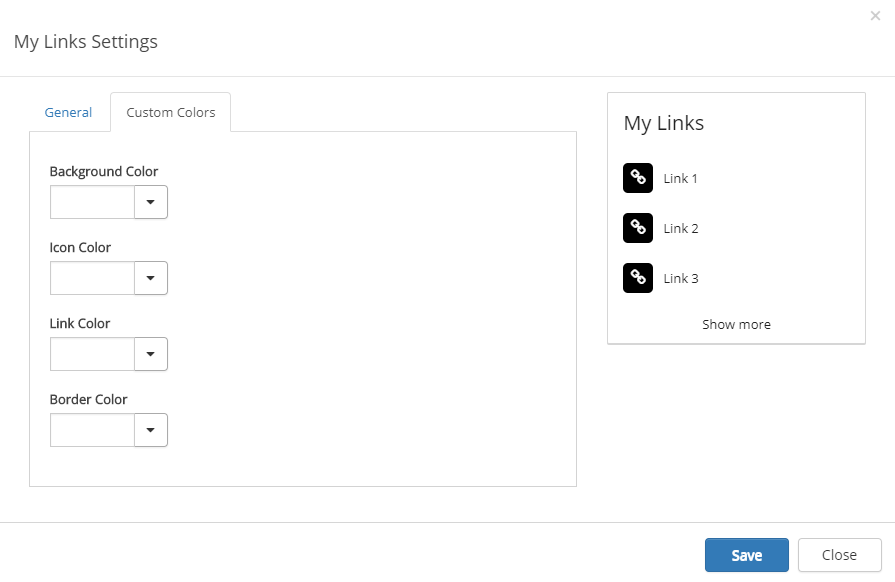 My Links Settings
General
Custom Colors
Background Color
Icon Color
Link Color
Border Color
My Links
Link 1
Link 2
Link 3
Show more
Save
Close